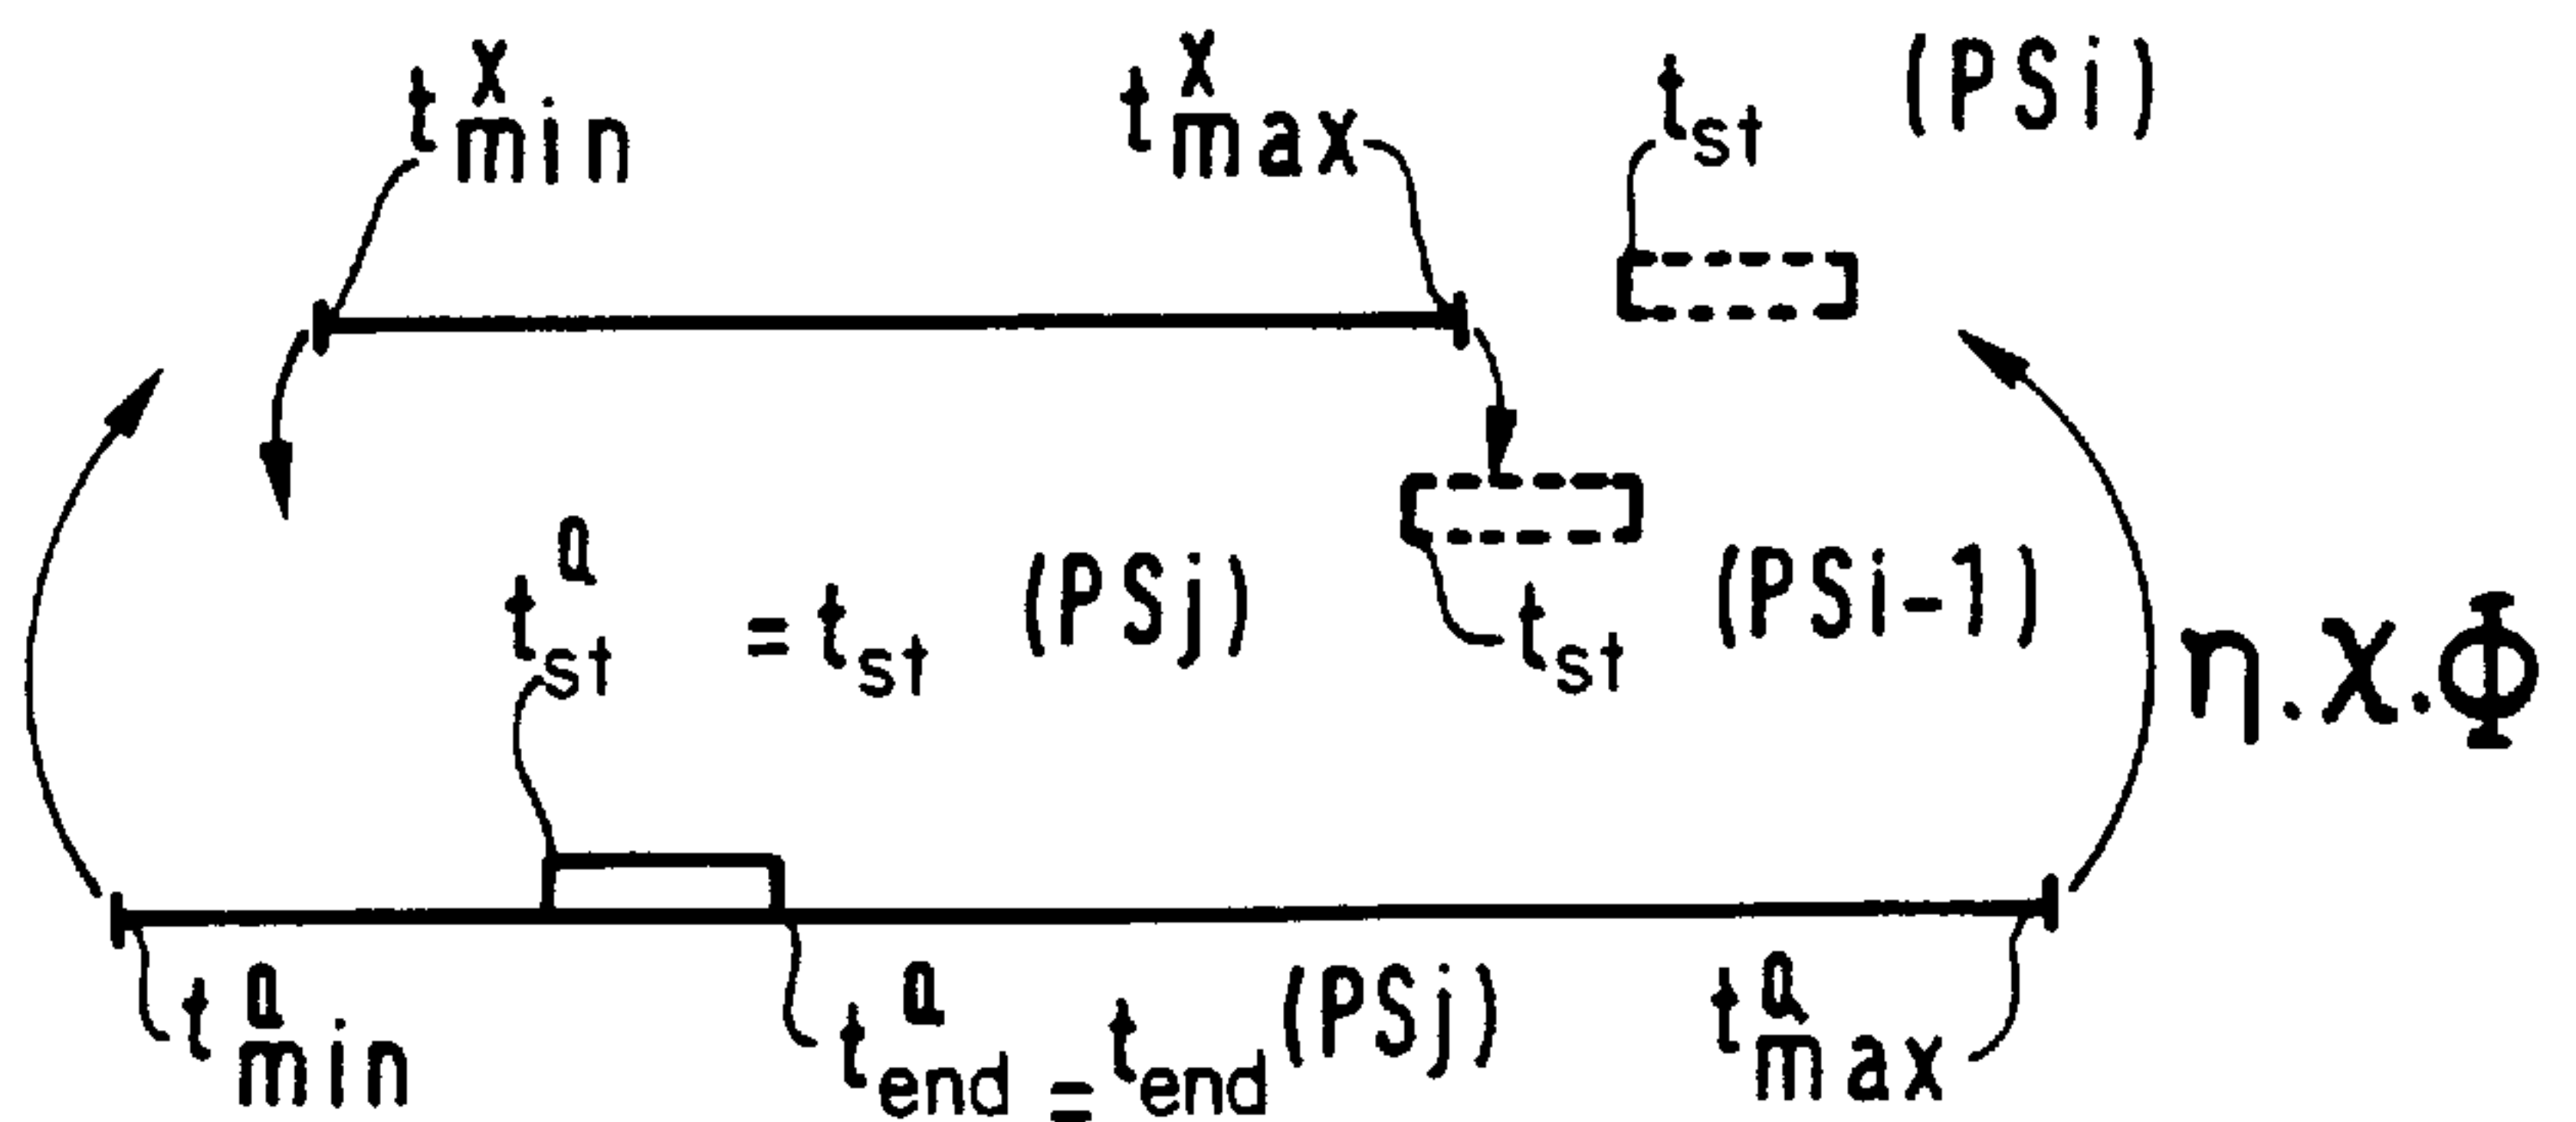 t^x_min t^x_max t_st (PSi)
t^a_st = t_st (PSj) t_st (PSi-1) η.χ.Φ
t^a_min t^a_end = t_end (PSj) t^a_max